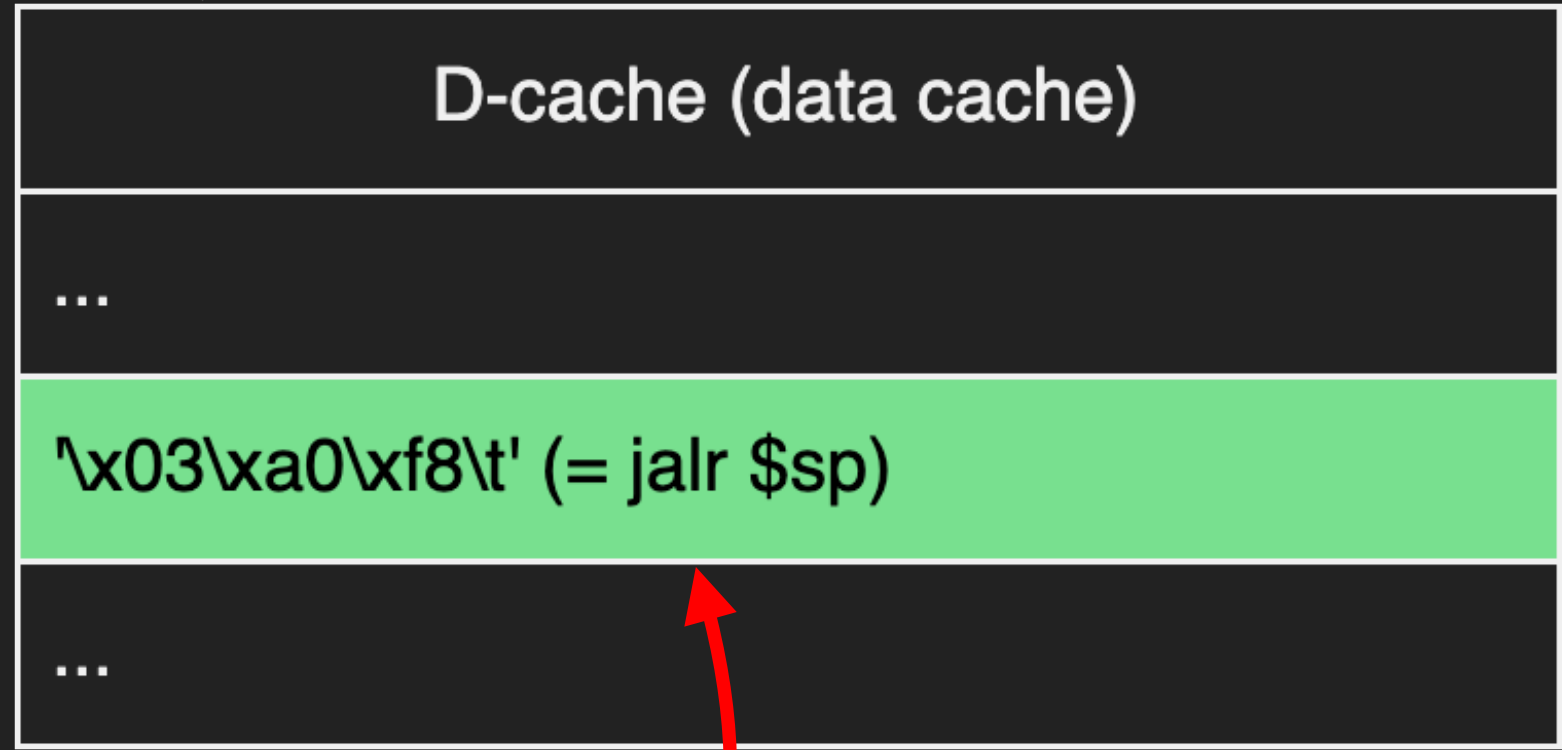 D-cache (data cache)
...
'\x03\xa0\xf8\t' (= jalr $sp)
...